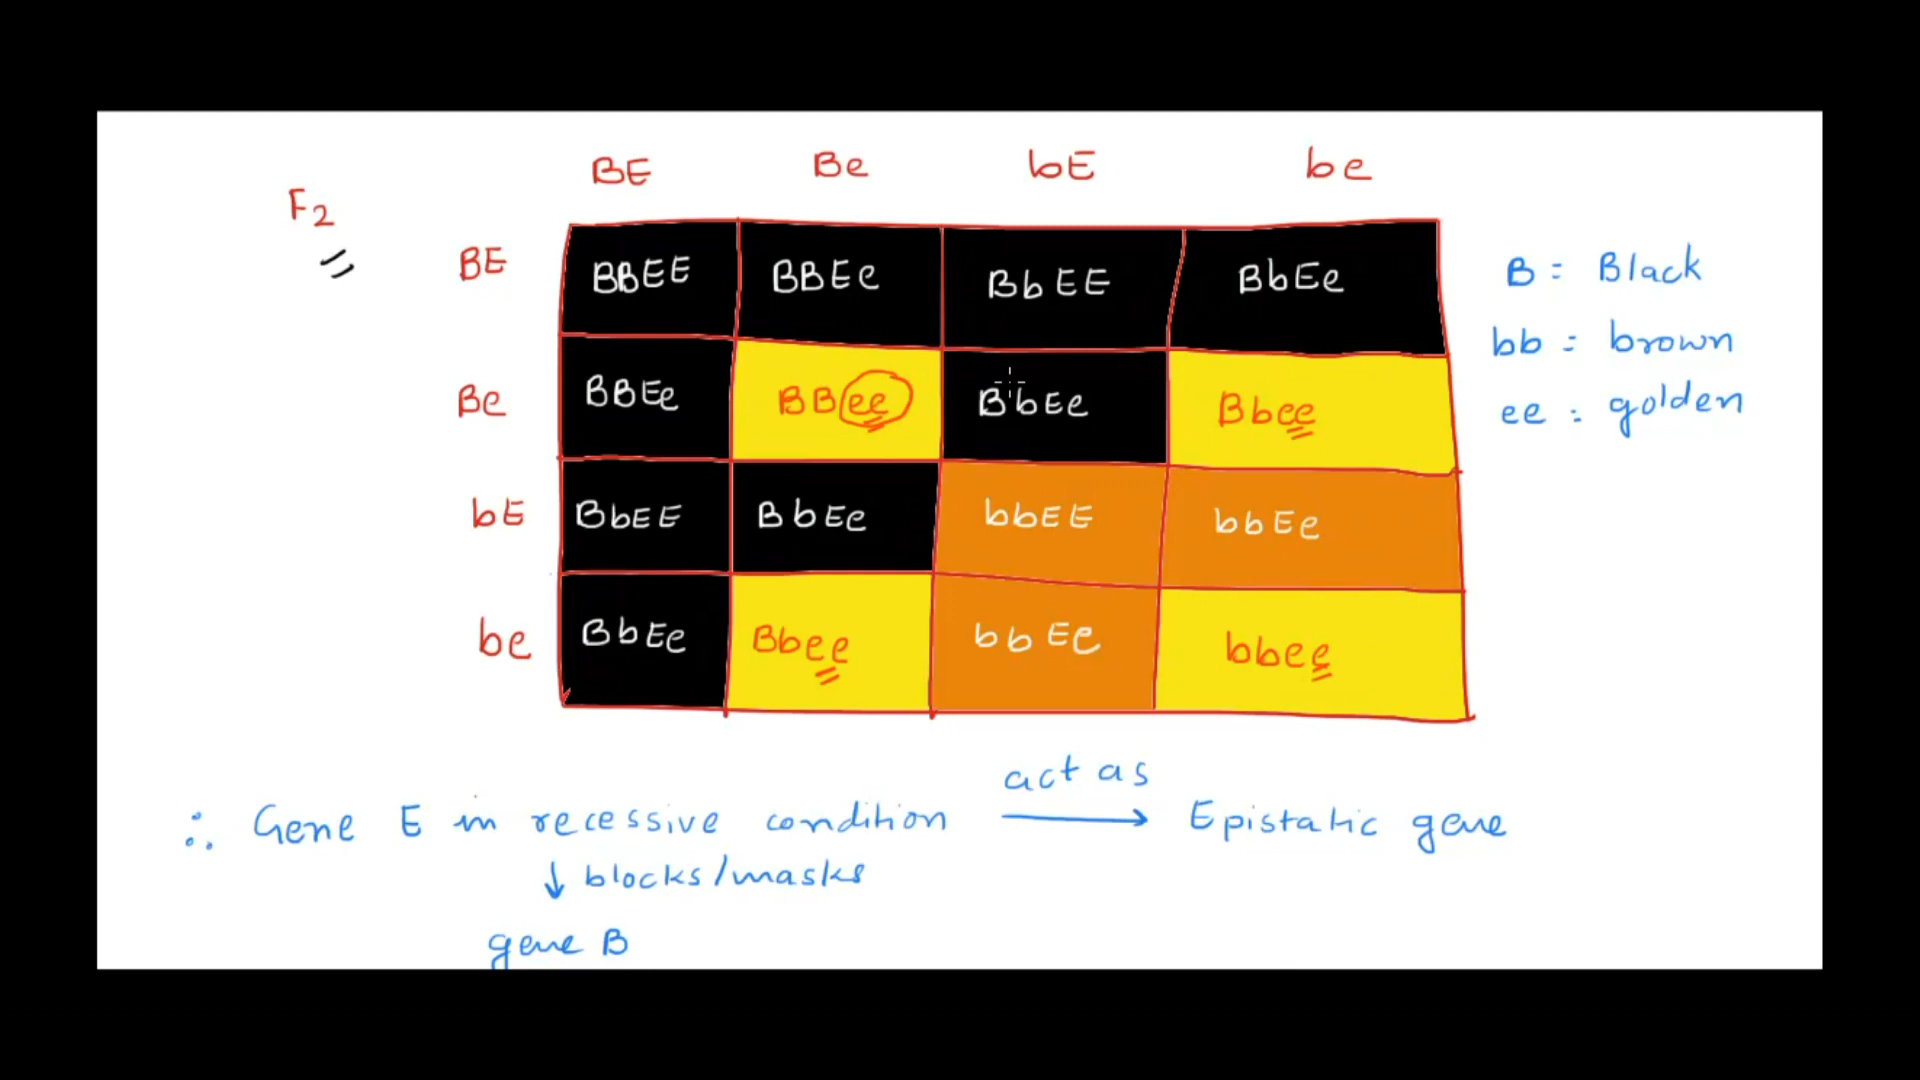 BE Be bE be
F2
BE BBEE BBEe BbEE BbEe
B = Black
bb = brown
Be BBEe BBee BbEe Bbee
ee = golden
bE BbEE BbEe bbEE bbEe
be BbEe Bbee bbEe bbee
act as
∴ Gene E in recessive condition → Epistatic gene
↓ blocks/masks
gene B